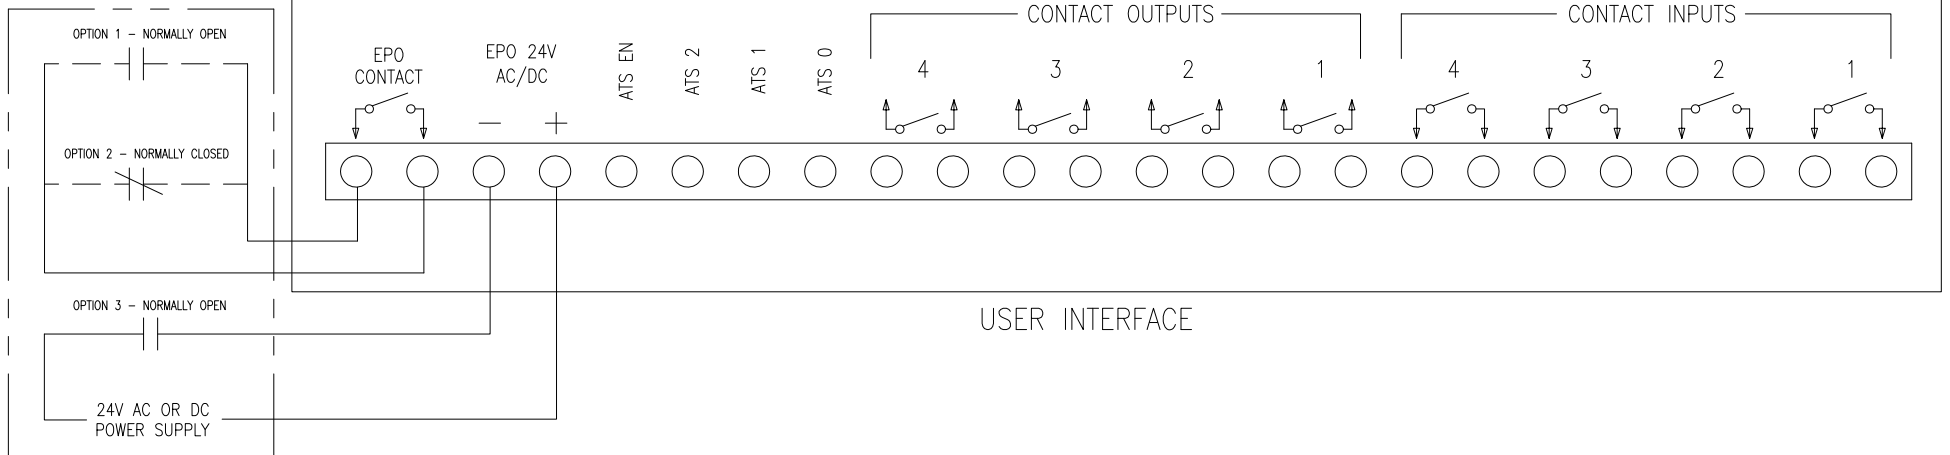 CONTACT OUTPUTS
CONTACT INPUTS
OPTION 1 - NORMALLY OPEN
EPO
CONTACT
EPO 24V
AC/DC
- +
ATS EN
ATS 2
ATS 1
ATS 0
4 3 2 1
4 3 2 1
OPTION 2 - NORMALLY CLOSED
OPTION 3 - NORMALLY OPEN
USER INTERFACE
24V AC OR DC
POWER SUPPLY